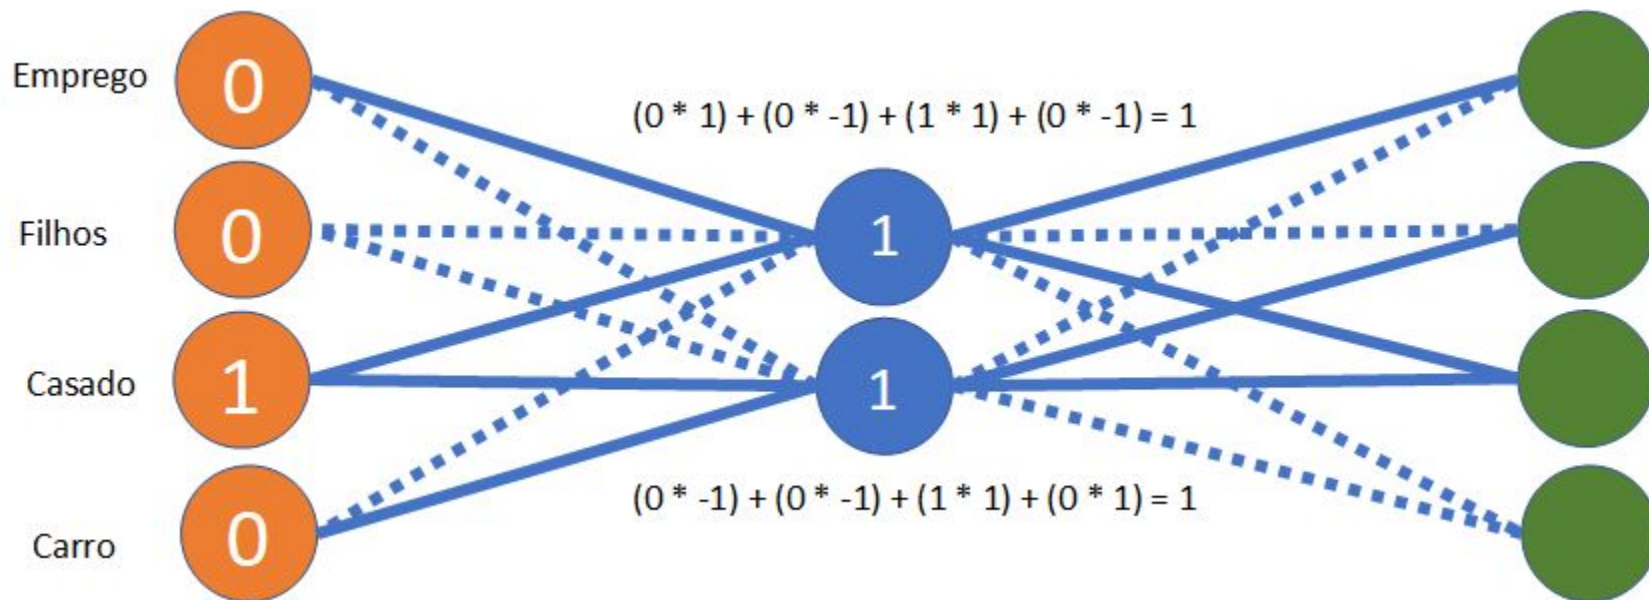 Emprego
0
(0 * 1) + (0 * -1) + (1 * 1) + (0 * -1) = 1
Filhos
0
1
Casado
1
1
(0 * -1) + (0 * -1) + (1 * 1) + (0 * 1) = 1
Carro
0